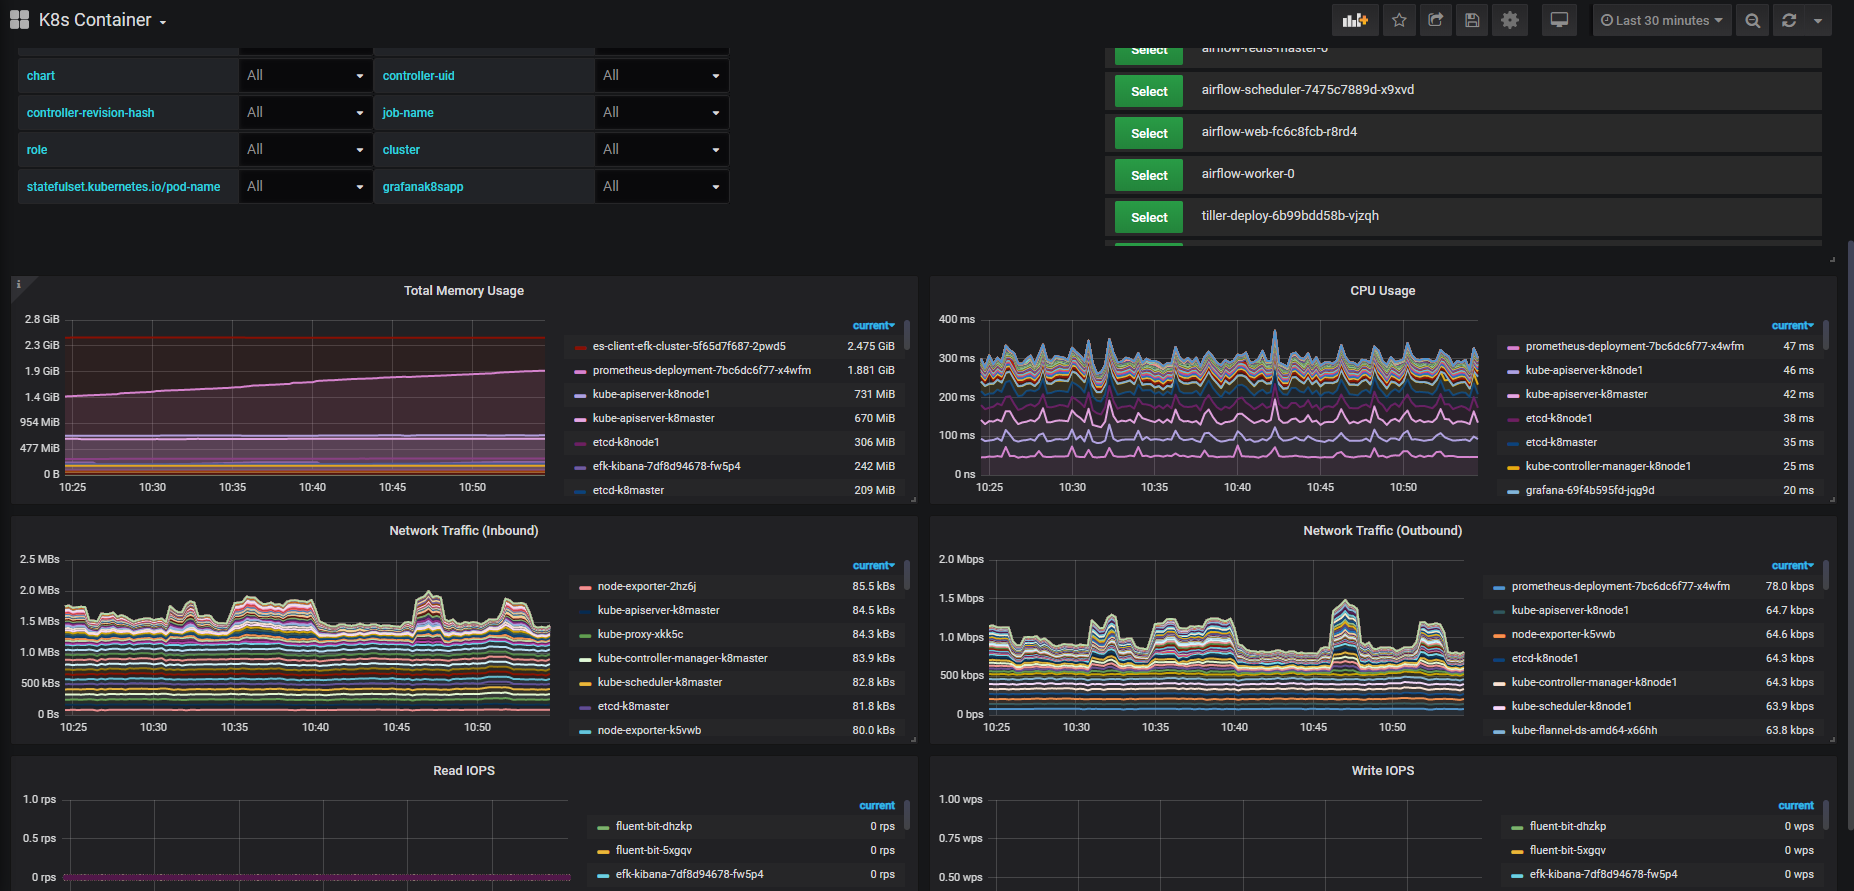 K8s Container
Last 30 minutes
chart All controller-uid All
controller-revision-hash All job-name All
role All cluster All
statefulset.kubernetes.io/pod-name All grafanak8sapp All
Select airflow-redis-master-0
Select airflow-scheduler-7475c7889d-x9xvd
Select airflow-web-fc6c8fcb-r8rd4
Select airflow-worker-0
Select tiller-deploy-6b99bdd58b-vjzqh
i
Total Memory Usage
2.8 GiB
2.3 GiB
1.9 GiB
1.4 GiB
954 MiB
477 MiB
0 B
10:25 10:30 10:35 10:40 10:45 10:50
current
es-client-efk-cluster-5f65d7f687-2pwd5 2.475 GiB
prometheus-deployment-7bc6dc6f77-x4wfm 1.881 GiB
kube-apiserver-k8node1 731 MiB
kube-apiserver-k8master 670 MiB
etcd-k8node1 306 MiB
efk-kibana-7df8d94678-fw5p4 242 MiB
etcd-k8master 209 MiB
CPU Usage
400 ms
300 ms
200 ms
100 ms
0 ns
10:25 10:30 10:35 10:40 10:45 10:50
current
prometheus-deployment-7bc6dc6f77-x4wfm 47 ms
kube-apiserver-k8node1 46 ms
kube-apiserver-k8master 42 ms
etcd-k8node1 38 ms
etcd-k8master 35 ms
kube-controller-manager-k8node1 25 ms
grafana-69f4b595fd-jqg9d 20 ms
Network Traffic (Inbound)
2.5 MBs
2.0 MBs
1.5 MBs
1.0 MBs
500 kBs
0 Bs
10:25 10:30 10:35 10:40 10:45 10:50
current
node-exporter-2hz6j 85.5 kBs
kube-apiserver-k8master 84.5 kBs
kube-proxy-xkk5c 84.3 kBs
kube-controller-manager-k8master 83.9 kBs
kube-scheduler-k8master 82.8 kBs
etcd-k8master 81.8 kBs
node-exporter-k5vwb 80.0 kBs
Network Traffic (Outbound)
2.0 Mbps
1.5 Mbps
1.0 Mbps
500 kbps
0 bps
10:25 10:30 10:35 10:40 10:45 10:50
current
prometheus-deployment-7bc6dc6f77-x4wfm 78.0 kbps
kube-apiserver-k8node1 64.7 kbps
node-exporter-k5vwb 64.6 kbps
etcd-k8node1 64.3 kbps
kube-controller-manager-k8node1 64.3 kbps
kube-scheduler-k8node1 63.9 kbps
kube-flannel-ds-amd64-x66hh 63.8 kbps
Read IOPS
1.0 rps
0.5 rps
0 rps
current
fluent-bit-dhzkp 0 rps
fluent-bit-5xgqv 0 rps
efk-kibana-7df8d94678-fw5p4 0 rps
Write IOPS
1.00 wps
0.75 wps
0.50 wps
current
fluent-bit-dhzkp 0 wps
fluent-bit-5xgqv 0 wps
efk-kibana-7df8d94678-fw5p4 0 wps